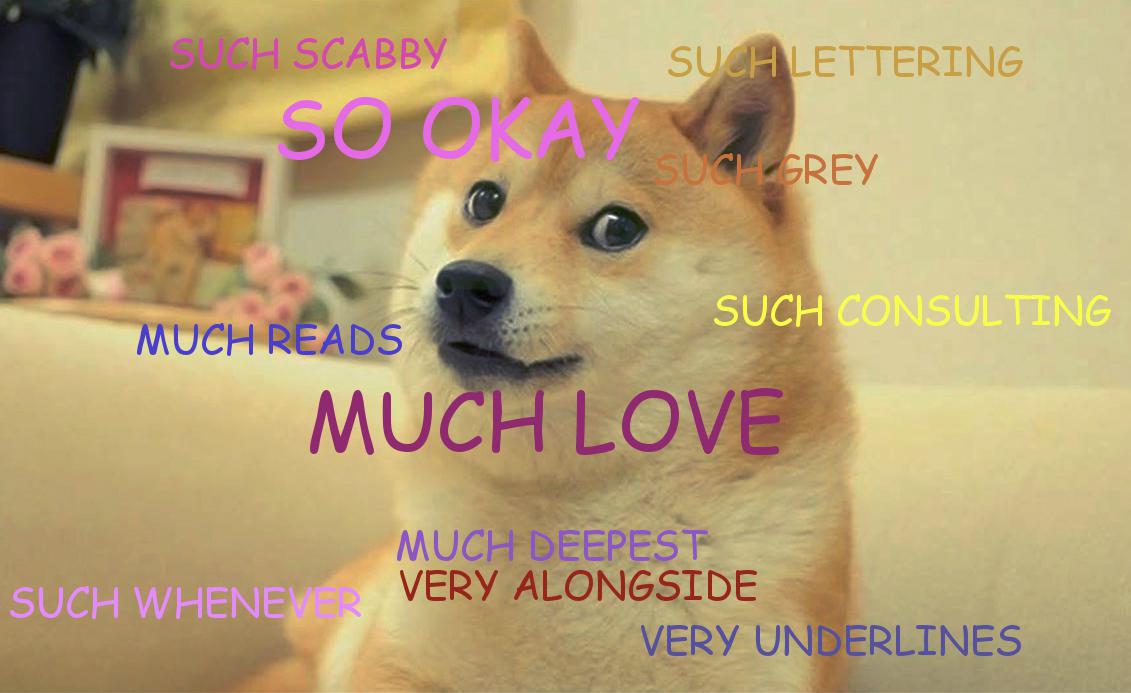 SUCH SCABBY
SUCH LETTERING
SO OKAY
SUCH GREY
SUCH CONSULTING
MUCH READS
MUCH LOVE
MUCH DEEPEST
VERY ALONGSIDE
SUCH WHENEVER
VERY UNDERLINES